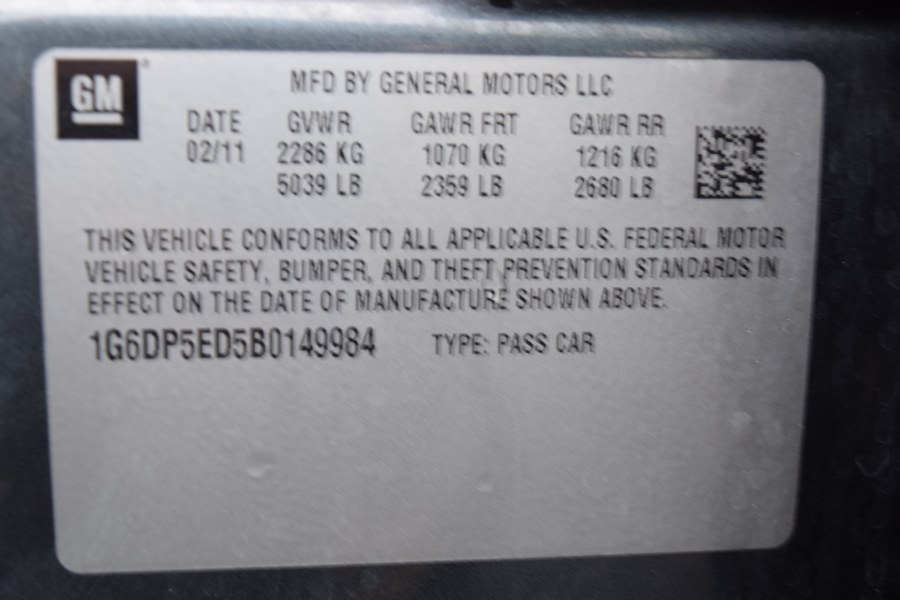 GM
MFD BY GENERAL MOTORS LLC
DATE GVWR GAWR FRT GAWR RR
02/11 2286 KG 1070 KG 1216 KG
5039 LB 2359 LB 2680 LB
THIS VEHICLE CONFORMS TO ALL APPLICABLE U.S. FEDERAL MOTOR
VEHICLE SAFETY, BUMPER, AND THEFT PREVENTION STANDARDS IN
EFFECT ON THE DATE OF MANUFACTURE SHOWN ABOVE.
1G6DP5ED5B0149984 TYPE: PASS CAR